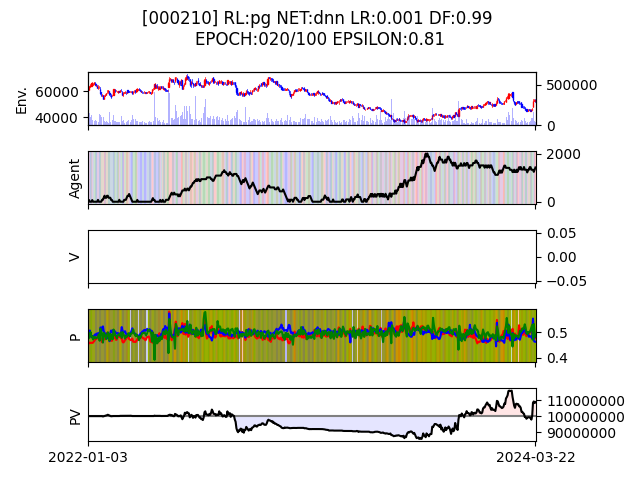 [000210] RL:pg NET:dnn LR:0.001 DF:0.99
EPOCH:020/100 EPSILON:0.81
Env.
60000
40000
500000
0
Agent
2000
0
V
0.05
0.00
−0.05
P
0.5
0.4
PV
110000000
100000000
90000000
2022-01-03
2024-03-22